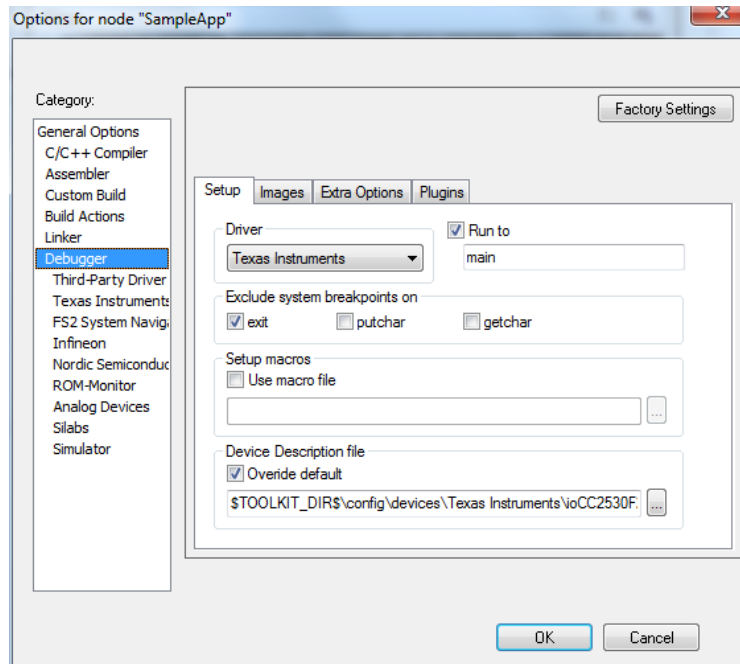 Options for node "SampleApp"
X
Category:
Factory Settings
General Options
C/C++ Compiler
Assembler
Custom Build
Build Actions
Linker
Debugger
Third-Party Driver
Texas Instruments
FS2 System Naviga
Infineon
Nordic Semiconduc
ROM-Monitor
Analog Devices
Silabs
Simulator
Setup Images Extra Options Plugins
Driver
Texas Instruments
Run to
main
Exclude system breakpoints on
exit putchar getchar
Setup macros
Use macro file
...
Device Description file
Overide default
$TOOLKIT_DIR$\config\devices\Texas Instruments\ioCC2530F.
...
OK Cancel